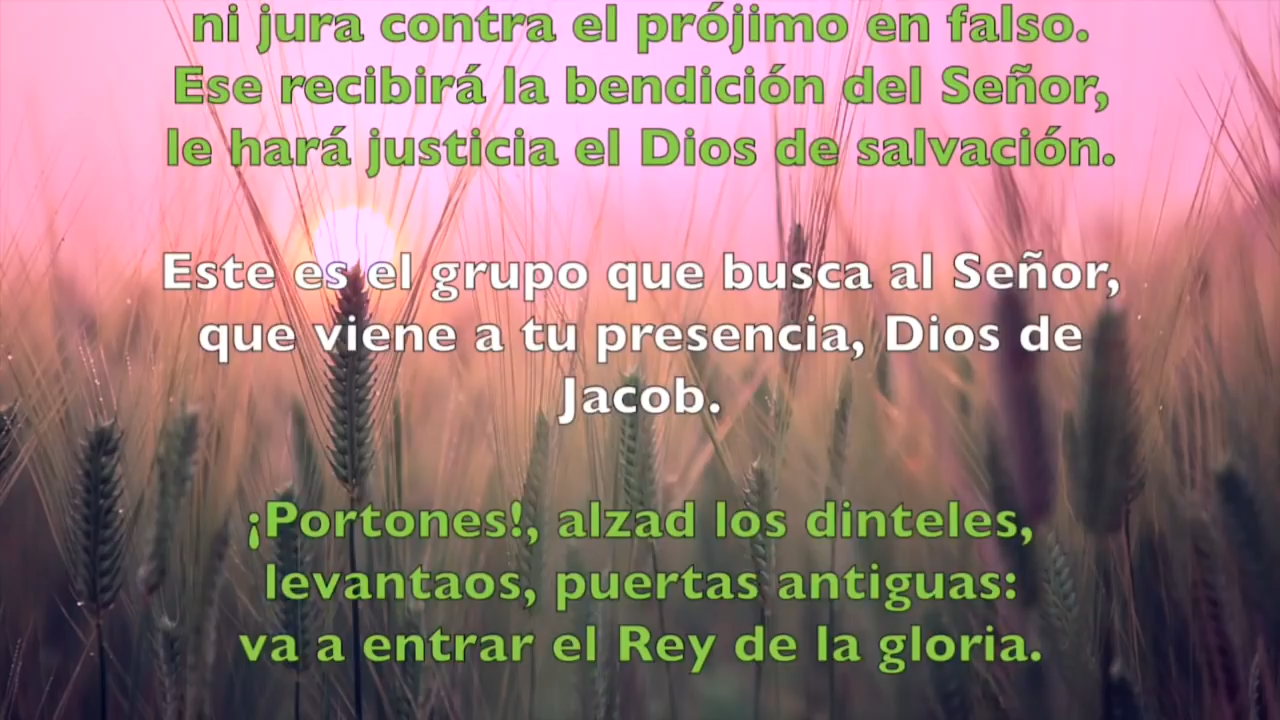 ni jura contra el prójimo en falso.
Ese recibirá la bendición del Señor,
le hará justicia el Dios de salvación.
Este es el grupo que busca al Señor,
que viene a tu presencia, Dios de
Jacob.
¡Portones!, alzad los dinteles,
levantaos, puertas antiguas:
va a entrar el Rey de la gloria.